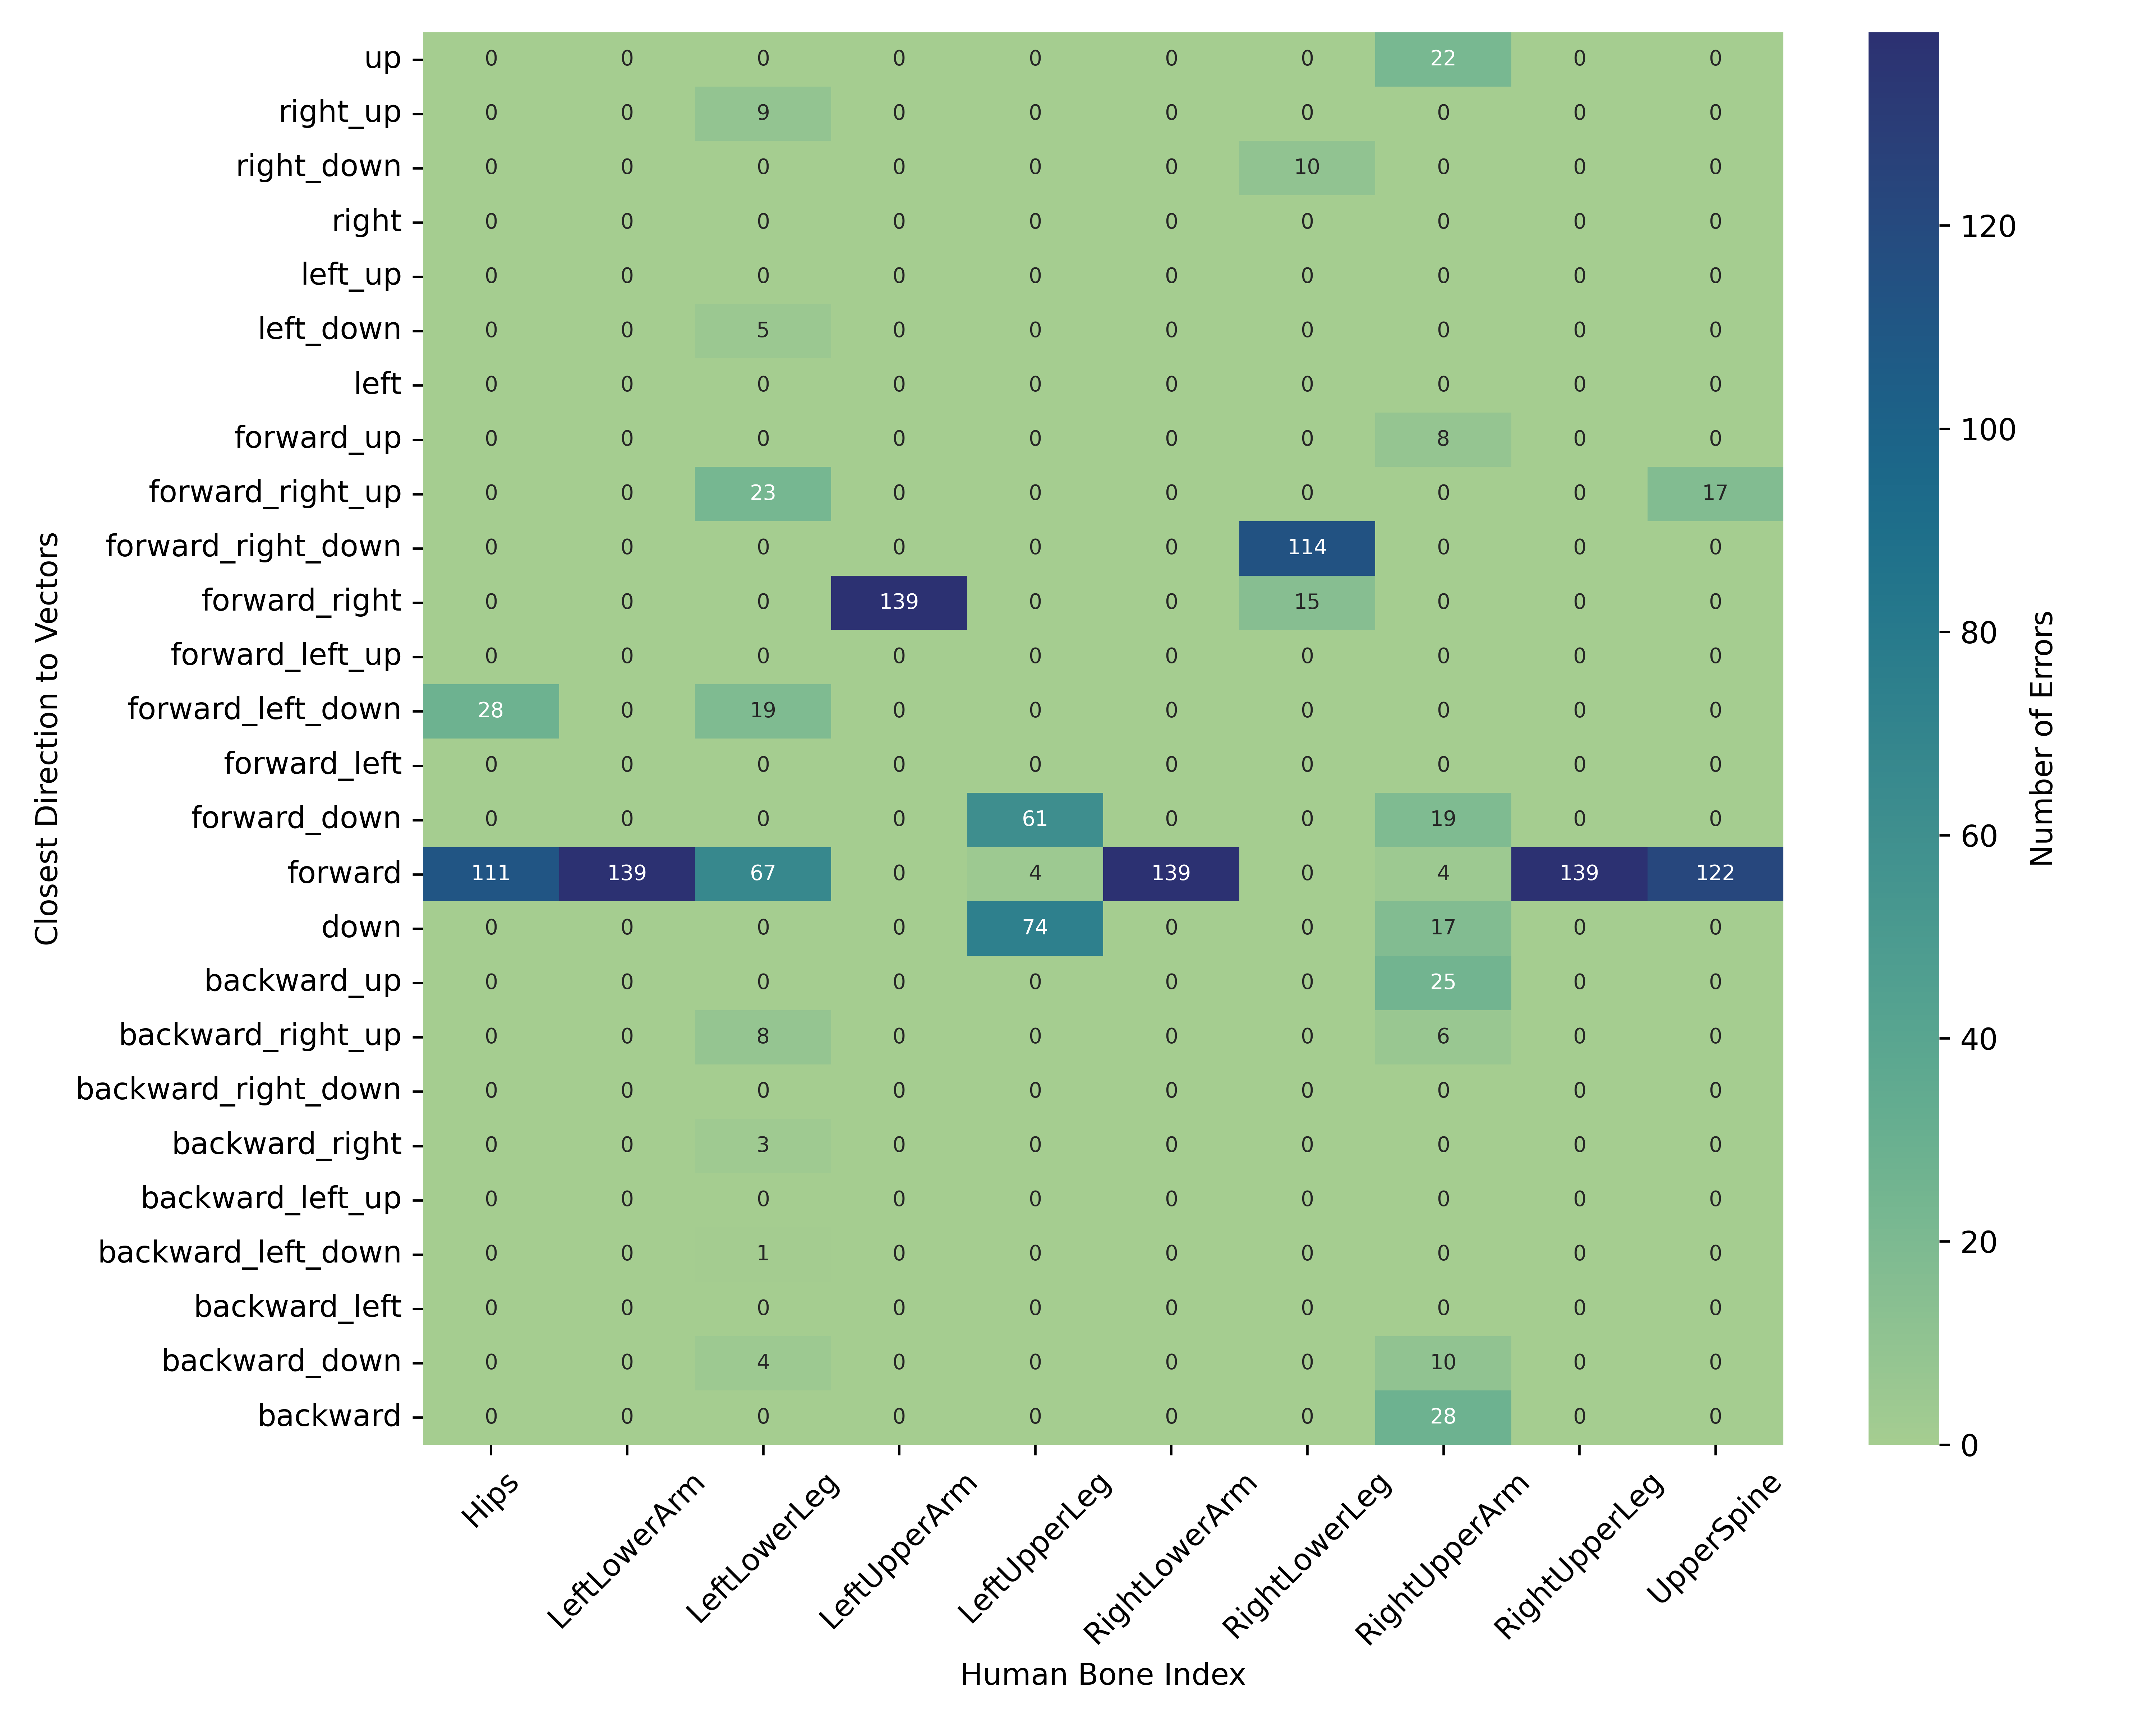 up 0 0 0 0 0 0 0 22 0 0
right_up 0 0 9 0 0 0 0 0 0 0
right_down 0 0 0 0 0 0 10 0 0 0
right 0 0 0 0 0 0 0 0 0 0
left_up 0 0 0 0 0 0 0 0 0 0
left_down 0 0 5 0 0 0 0 0 0 0
left 0 0 0 0 0 0 0 0 0 0
forward_up 0 0 0 0 0 0 0 8 0 0
forward_right_up 0 0 23 0 0 0 0 0 0 17
forward_right_down 0 0 0 0 0 0 114 0 0 0
forward_right 0 0 0 139 0 0 15 0 0 0
forward_left_up 0 0 0 0 0 0 0 0 0 0
forward_left_down 28 0 19 0 0 0 0 0 0 0
forward_left 0 0 0 0 0 0 0 0 0 0
forward_down 0 0 0 0 61 0 0 19 0 0
forward 111 139 67 0 4 139 0 4 139 122
down 0 0 0 0 74 0 0 17 0 0
backward_up 0 0 0 0 0 0 0 25 0 0
backward_right_up 0 0 8 0 0 0 0 6 0 0
backward_right_down 0 0 0 0 0 0 0 0 0 0
backward_right 0 0 3 0 0 0 0 0 0 0
backward_left_up 0 0 0 0 0 0 0 0 0 0
backward_left_down 0 0 1 0 0 0 0 0 0 0
backward_left 0 0 0 0 0 0 0 0 0 0
backward_down 0 0 4 0 0 0 0 10 0 0
backward 0 0 0 0 0 0 0 28 0 0
Closest Direction to Vectors
Hips LeftLowerArm LeftLowerLeg LeftUpperArm LeftUpperLeg RightLowerArm RightLowerLeg RightUpperArm RightUpperLeg UpperSpine
Human Bone Index
120
100
80
60
40
20
0
Number of Errors